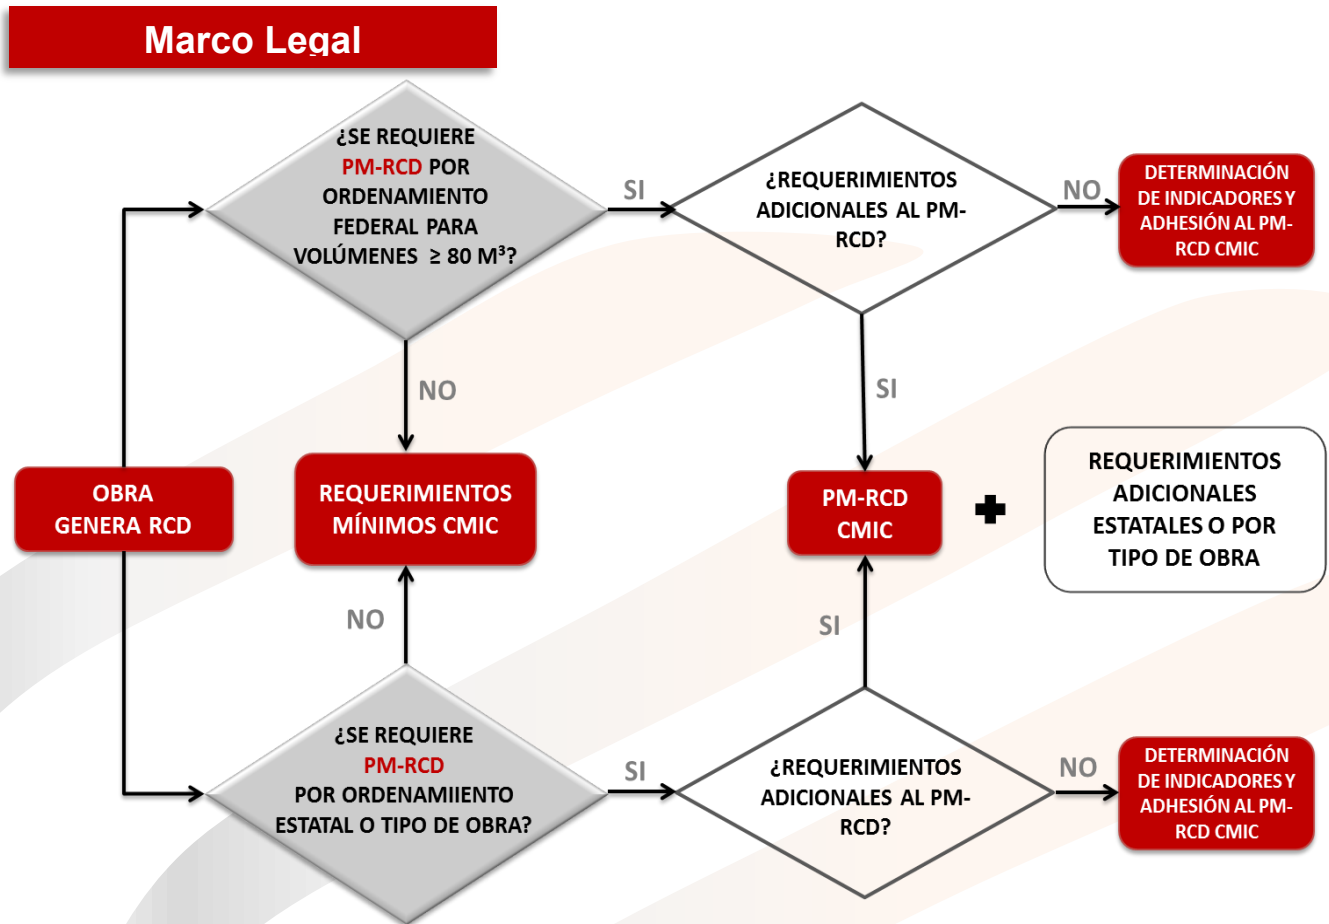 Marco Legal
¿SE REQUIERE
PM-RCD POR
ORDENAMIENTO
FEDERAL PARA
VOLÚMENES ≥ 80 M³?
SI
¿REQUERIMIENTOS
ADICIONALES AL PM-
RCD?
NO
DETERMINACIÓN
DE INDICADORES Y
ADHESIÓN AL PM-
RCD CMIC
NO
SI
OBRA
GENERA RCD
REQUERIMIENTOS
MÍNIMOS CMIC
PM-RCD
CMIC
REQUERIMIENTOS
ADICIONALES
ESTATALES O POR
TIPO DE OBRA
NO
SI
¿SE REQUIERE
PM-RCD
POR ORDENAMIIENTO
ESTATAL O TIPO DE OBRA?
SI
¿REQUERIMIENTOS
ADICIONALES AL PM-
RCD?
NO
DETERMINACIÓN
DE INDICADORES Y
ADHESIÓN AL PM-
RCD CMIC